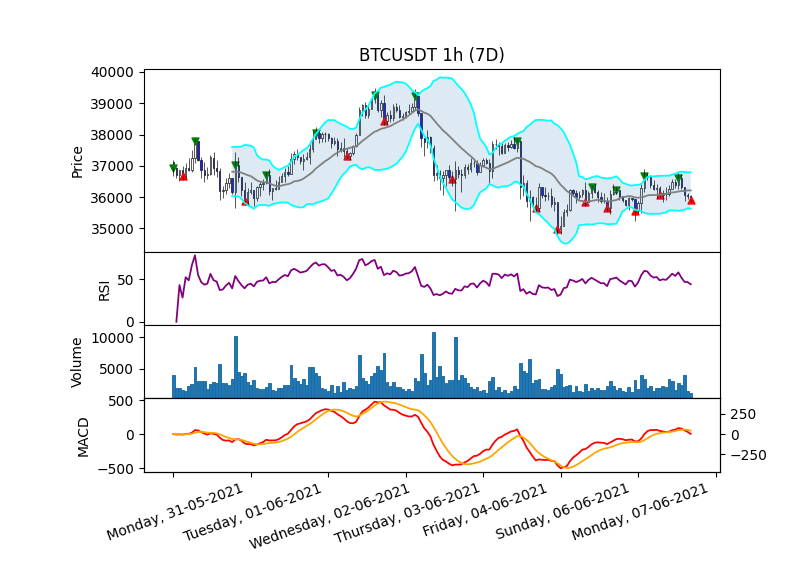 BTCUSDT 1h (7D)
40000
39000
38000
37000
36000
35000
Price
50
0
RSI
10000
5000
Volume
500
0
−500
MACD
250
0
−250
Monday, 31-05-2021
Tuesday, 01-06-2021
Wednesday, 02-06-2021
Thursday, 03-06-2021
Friday, 04-06-2021
Sunday, 06-06-2021
Monday, 07-06-2021